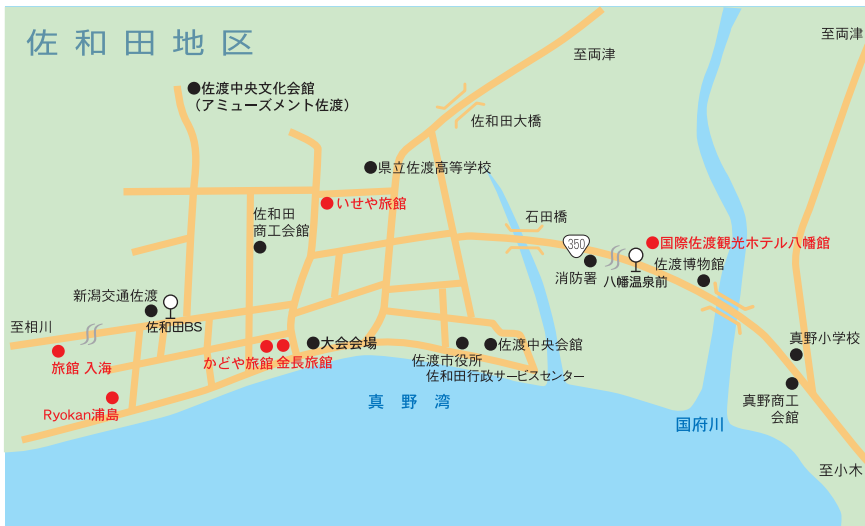 佐和田地区
至両津
至両津
佐渡中央文化会館
（アミューズメント佐渡）
佐和田大橋
県立佐渡高等学校
いせや旅館
佐和田
商工会館
石田橋
350
国際佐渡観光ホテル八幡館
消防署
八幡温泉前
佐渡博物館
新潟交通佐渡
佐和田BS
至相川
旅館 入海
かどや旅館
金長旅館
大会会場
佐渡市役所
佐和田行政サービスセンター
佐渡中央会館
真野小学校
Ryokan浦島
真野湾
国府川
真野商工
会館
至小木